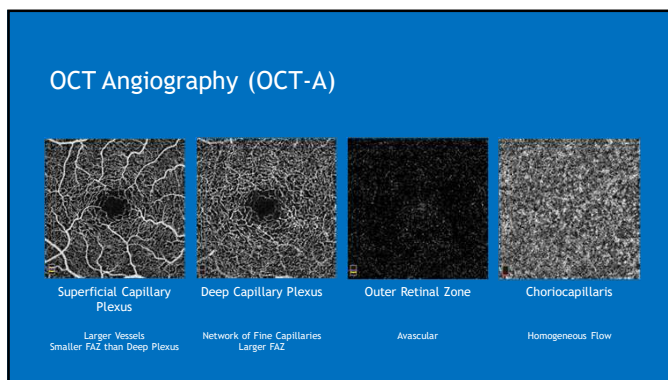 OCT Angiography (OCT-A)
Superficial Capillary
Plexus
Larger Vessels
Smaller FAZ than Deep Plexus
Deep Capillary Plexus
Network of Fine Capillaries
Larger FAZ
Outer Retinal Zone
Avascular
Choriocapillaris
Homogeneous Flow